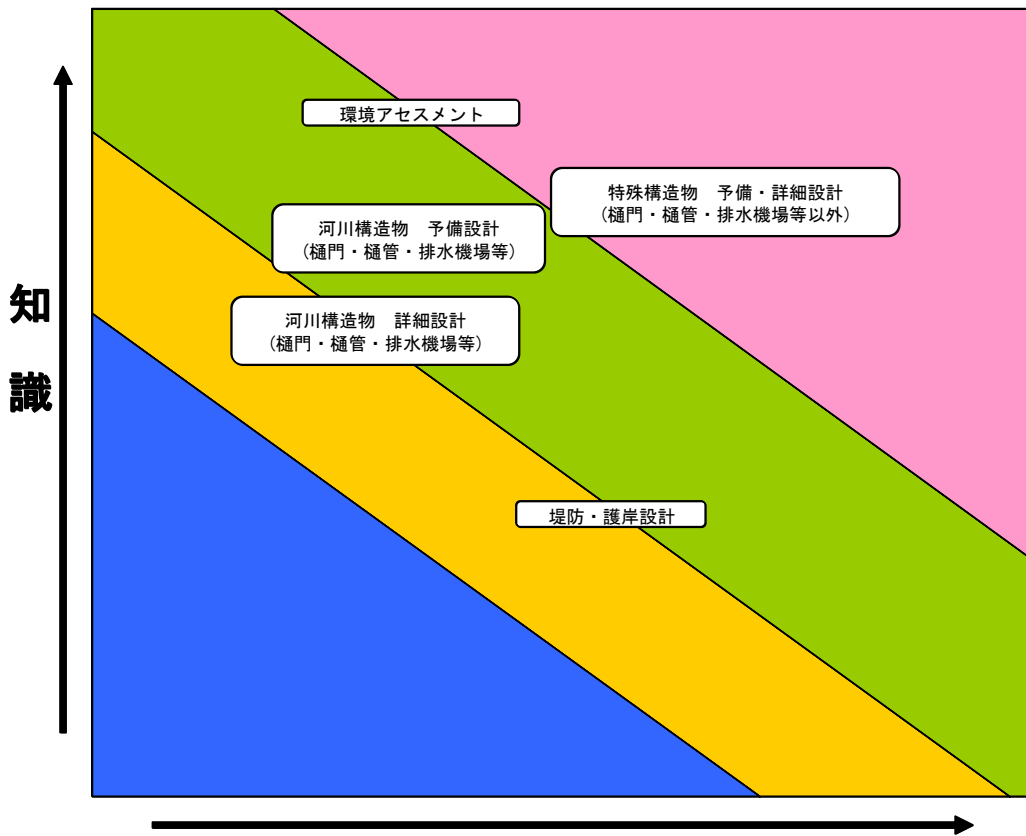 環境アセスメント
特殊構造物　予備・詳細設計
(樋門・樋管・排水機場等以外)
河川構造物　予備設計
(樋門・樋管・排水機場等)
河川構造物　詳細設計
(樋門・樋管・排水機場等)
堤防・護岸設計
知
識